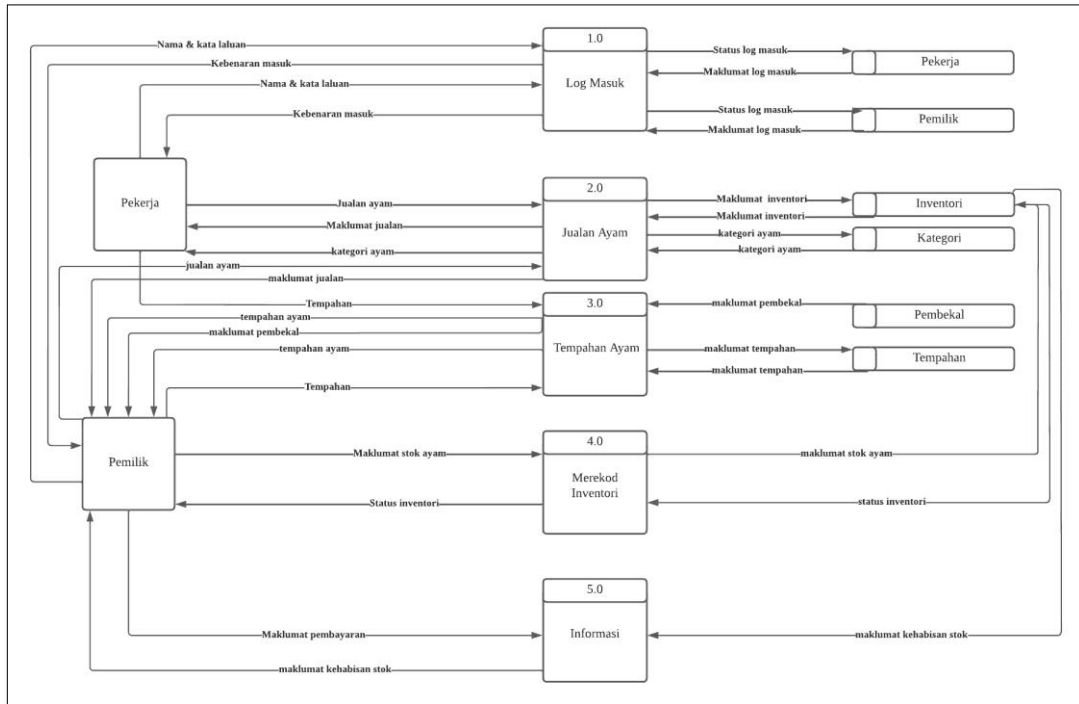 Nama & kata laluan
1.0
Status log masuk
Kebenaran masuk
Log Masuk
Maklumat log masuk
Pekerja
Nama & kata laluan
Status log masuk
Kebenaran masuk
Maklumat log masuk
Pemilik
Pekerja
2.0
Jualan ayam
Maklumat inventori
Inventori
Maklumat jualan
Jualan Ayam
Maklumat inventori
kategori ayam
Kategori
kategori ayam
kategori ayam
jualan ayam
maklumat jualan
3.0
Tempahan
maklumat pembekal
Pembekal
tempahan ayam
maklumat pembekal
tempahan ayam
Tempahan Ayam
maklumat tempahan
Tempahan
maklumat tempahan
Tempahan
Pemilik
4.0
Maklumat stok ayam
maklumat stok ayam
Merekod
Inventori
Status inventori
status inventori
5.0
Maklumat pembayaran
Informasi
maklumat kehabisan stok
maklumat kehabisan stok